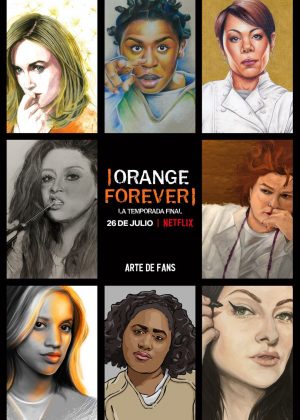 ORANGE
FOREVER
LA TEMPORADA FINAL
26 DE JULIO | NETFLIX
ARTE DE FANS